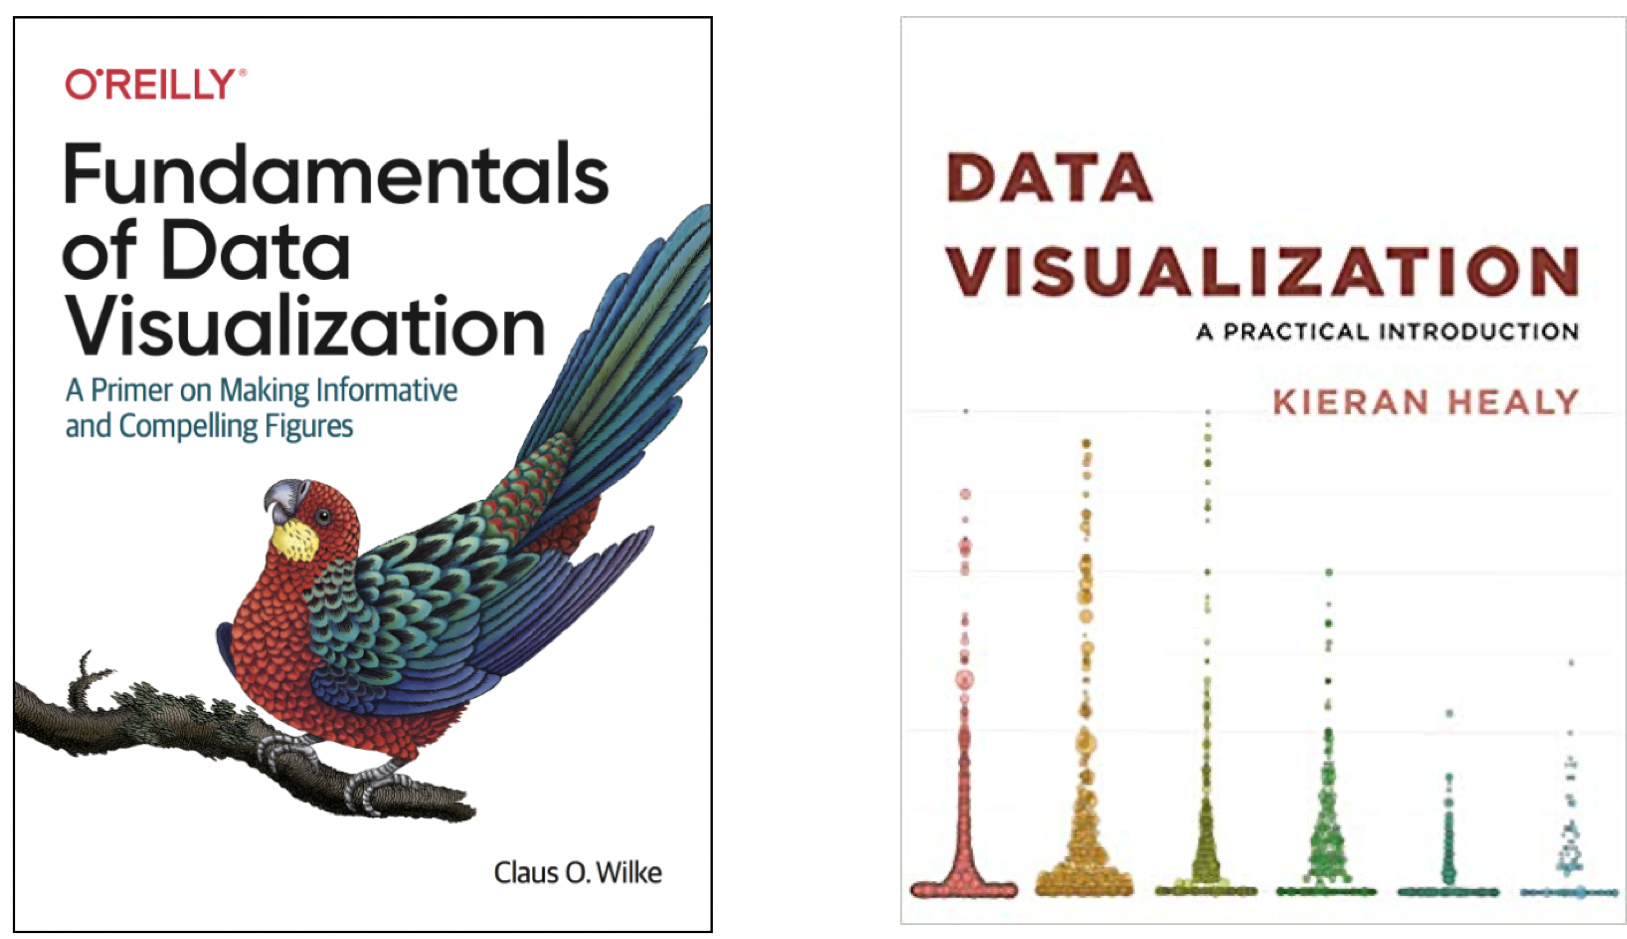 O'REILLY®
Fundamentals
of Data
Visualization
A Primer on Making Informative
and Compelling Figures
Claus O. Wilke
DATA
VISUALIZATION
A PRACTICAL INTRODUCTION
KIERAN HEALY